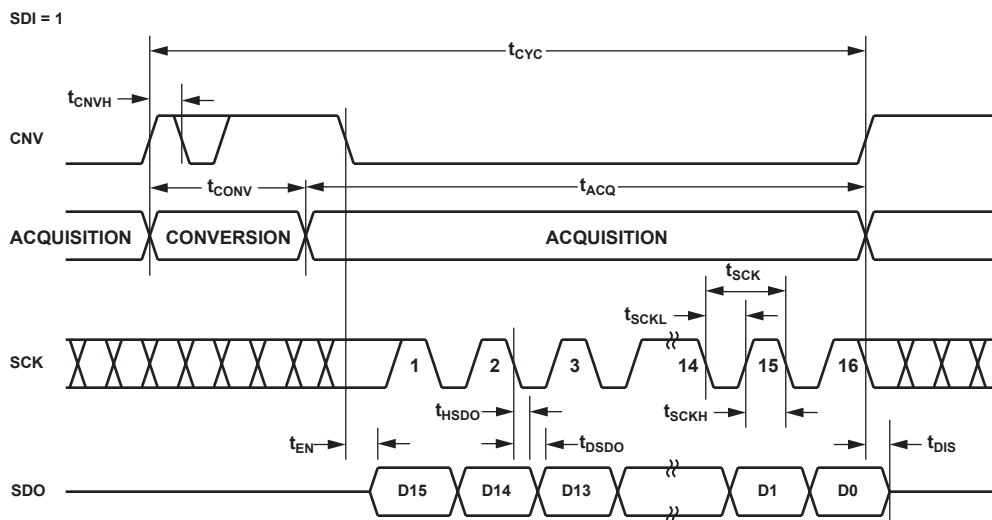 SDI = 1
tCYC
tCNVH
CNV
tCONV
tACQ
ACQUISITION CONVERSION ACQUISITION
tSCK
tSCKL
SCK 1 2 3 14 15 16
tHSDO tSCKH
tEN tDSDO tDIS
SDO D15 D14 D13 D1 D0